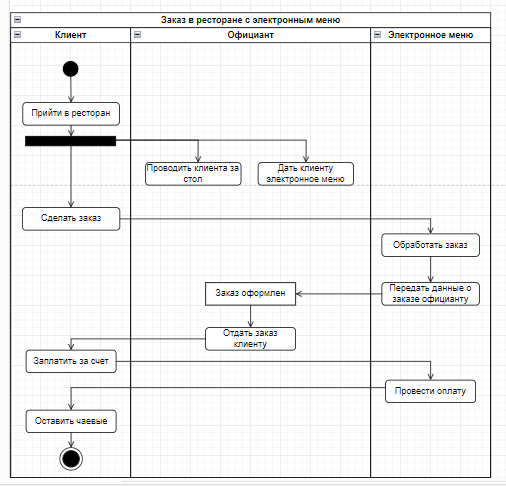 Заказ в ресторане с электронным меню
Клиент
Официант
Электронное меню
Прийти в ресторан
Проводить клиента за
стол
Дать клиенту
электронное меню
Сделать заказ
Обработать заказ
Передать данные о
заказе официанту
Заказ оформлен
Отдать заказ
клиенту
Заплатить за счет
Провести оплату
Оставить чаевые